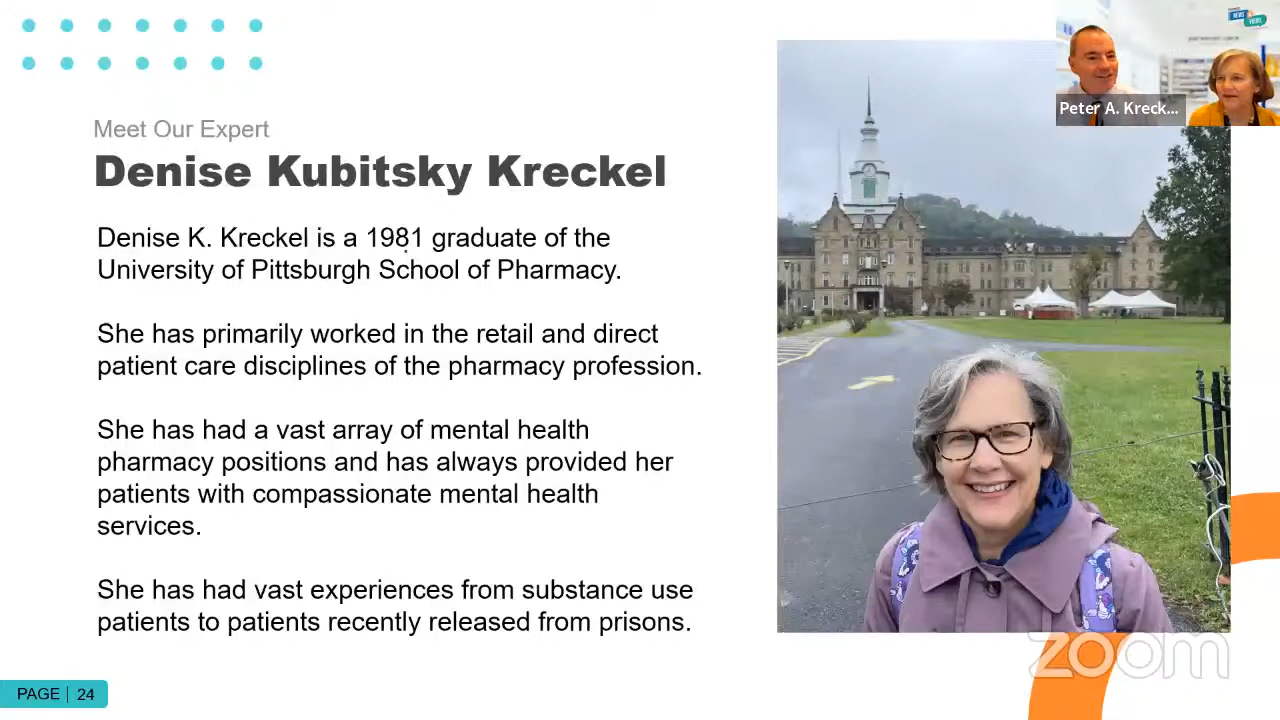 NEWS
VIEWS
Peter A. Kreck...
Meet Our Expert
Denise Kubitsky Kreckel
Denise K. Kreckel is a 1981 graduate of the
University of Pittsburgh School of Pharmacy.
She has primarily worked in the retail and direct
patient care disciplines of the pharmacy profession.
She has had a vast array of mental health
pharmacy positions and has always provided her
patients with compassionate mental health
services.
She has had vast experiences from substance use
patients to patients recently released from prisons.
zoom
PAGE | 24